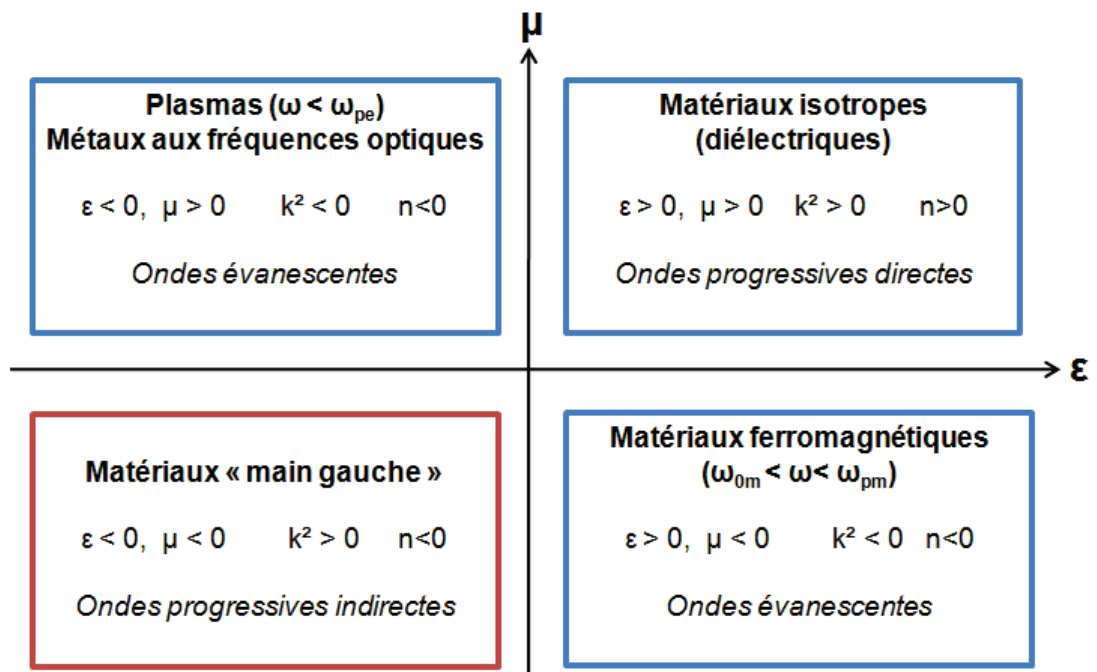 μ
Plasmas (ω < ωpe)
Métaux aux fréquences optiques
ε < 0, μ > 0 k² < 0 n<0
Ondes évanescentes
Matériaux isotropes
(diélectriques)
ε > 0, μ > 0 k² > 0 n>0
Ondes progressives directes
ε
Matériaux « main gauche »
ε < 0, μ < 0 k² > 0 n<0
Ondes progressives indirectes
Matériaux ferromagnétiques
(ω0m < ω< ωpm)
ε > 0, μ < 0 k² < 0 n<0
Ondes évanescentes